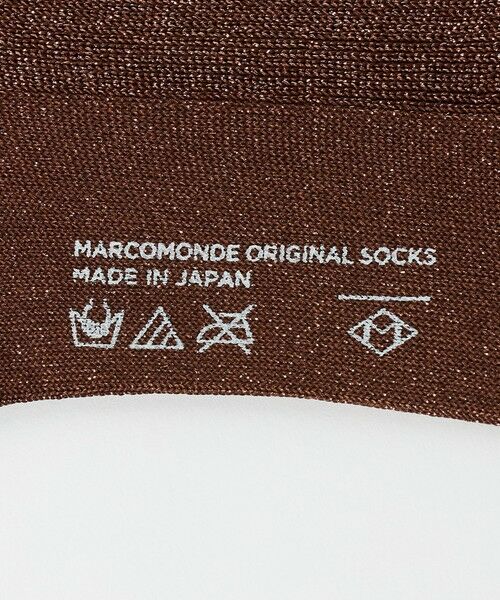 MARCOMONDE ORIGINAL SOCKS
MADE IN JAPAN
M